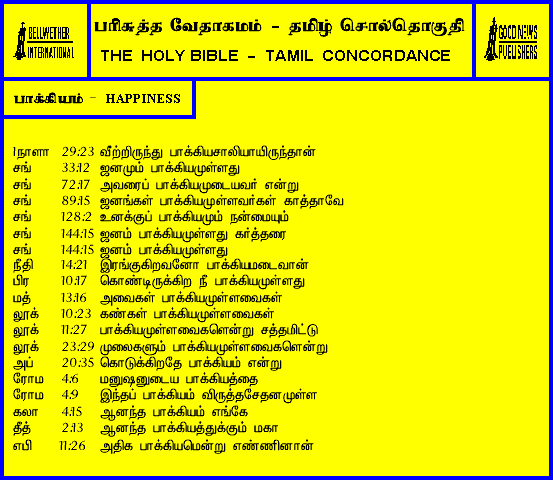 BELLWETHER INTERNATIONAL
பரிசுத்த வேதாகமம் - தமிழ் சொல்தொகுதி
THE HOLY BIBLE - TAMIL CONCORDANCE
GOOD NEWS PUBLISHERS
பாக்கியம் - HAPPINESS
1நாளா 29:23 வீற்றிருந்து பாக்கியசாலியாயிருந்தான்
சங் 33:12 ஜனமும் பாக்கியமுள்ளது
சங் 72:17 அவரைப் பாக்கியமுடையவர் என்று
சங் 89:15 ஜனங்கள் பாக்கியமுள்ளவர்கள் காத்தாவே
சங் 128:2 உனக்குப் பாக்கியமும் நன்மையும்
சங் 144:15 ஜனம் பாக்கியமுள்ளது கர்த்தரை
சங் 144:15 ஜனம் பாக்கியமுள்ளது
நீதி 14:21 இரங்குகிறவனோ பாக்கியமடைவான்
பிர 10:17 கொண்டிருக்கிற நீ பாக்கியமுள்ளது
மத் 13:16 அவைகள் பாக்கியமுள்ளவைகள்
லூக் 10:23 கண்கள் பாக்கியமுள்ளவைகள்
லூக் 11:27 பாக்கியமுள்ளவைகளென்று சத்தமிட்டு
லூக் 23:29 முலைகளும் பாக்கியமுள்ளவைகளென்று
அப் 20:35 கொடுக்கிறதே பாக்கியம் என்று
ரோம 4:6 மனுஷனுடைய பாக்கியத்தை
ரோம 4:9 இந்தப் பாக்கியம் விருத்தசேதனமுள்ள
கலா 4:15 ஆனந்த பாக்கியம் எங்கே
தீத் 2:13 ஆனந்த பாக்கியத்துக்கும் மகா
எபி 11:26 அதிக பாக்கியமென்று எண்ணினான்